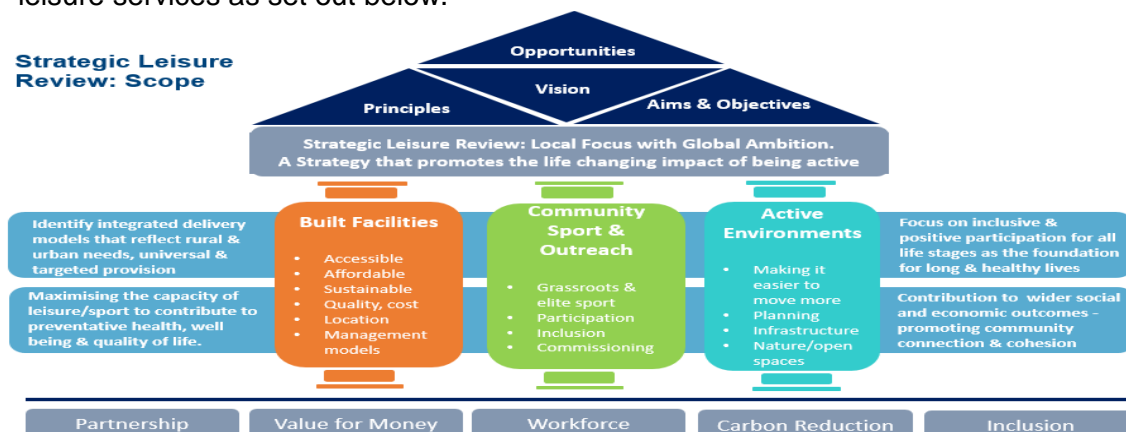 leisure services as set out below.
Strategic Leisure
Review: Scope
Opportunities
Vision
Principles
Aims & Objectives
Strategic Leisure Review: Local Focus with Global Ambition.
A Strategy that promotes the life changing impact of being active
Identify integrated delivery
models that reflect rural &
urban needs, universal &
targeted provision
Maximising the capacity of
leisure/sport to contribute to
preventative health, well
being & quality of life.
Built Facilities
• Accessible
• Affordable
• Sustainable
• Quality, cost
• Location
• Management
models
Community
Sport &
Outreach
• Grassroots &
elite sport
• Participation
• Inclusion
• Commissioning
Active
Environments
• Making it
easier to
move more
• Planning
• Infrastructure
• Nature/open
spaces
Focus on inclusive &
positive participation for all
life stages as the foundation
for long & healthy lives
Contribution to wider social
and economic outcomes -
promoting community
connection & cohesion
Partnership
Value for Money
Workforce
Carbon Reduction
Inclusion